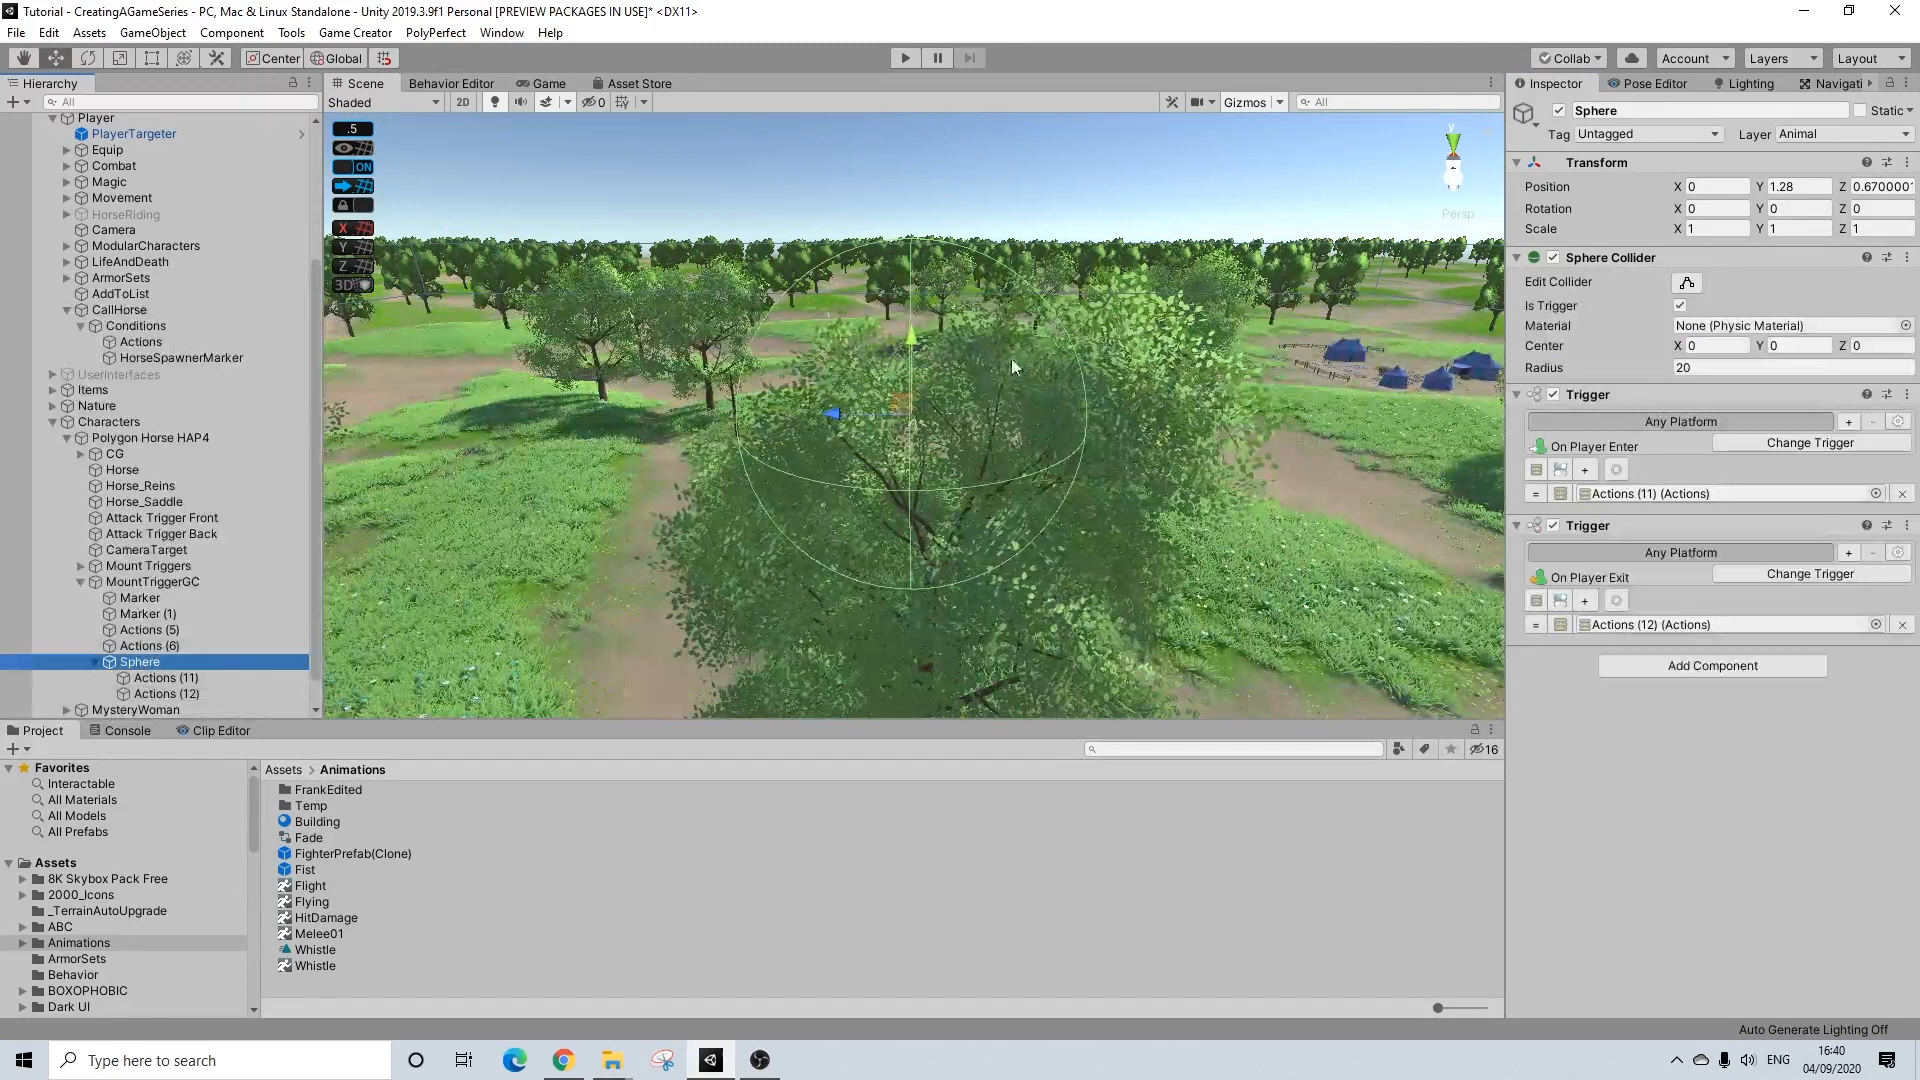 Tutorial - CreatingAGameSeries - PC, Mac & Linux Standalone - Unity 2019.3.9f1 Personal [PREVIEW PACKAGES IN USE]* <DX11>
File Edit Assets GameObject Component Tools Game Creator PolyPerfect Window Help
Center Global Collab Account Layers Layout
Hierarchy
All
Player
PlayerTargeter
Equip
Combat
Magic
Movement
HorseRiding
Camera
ModularCharacters
LifeAndDeath
ArmorSets
AddToList
CallHorse
Conditions
Actions
HorseSpawnerMarker
UserInterfaces
Items
Nature
Characters
Polygon Horse HAP4
CG
Horse
Horse_Reins
Horse_Saddle
Attack Trigger Front
Attack Trigger Back
CameraTarget
Mount Triggers
MountTriggerGC
Marker
Marker (1)
Actions (5)
Actions (6)
Sphere
Actions (11)
Actions (12)
MysteryWoman
Scene Behavior Editor Game Asset Store
Shaded 2D 0 Gizmos All
.5
ON
X
Y
Z
3D
y
Persp
Inspector Pose Editor Lighting Navigati
Sphere Static
Tag Untagged Layer Animal
Transform
Position X 0 Y 1.28 Z 0.6700001
Rotation X 0 Y 0 Z 0
Scale X 1 Y 1 Z 1
Sphere Collider
Edit Collider
Is Trigger
Material None (Physic Material)
Center X 0 Y 0 Z 0
Radius 20
Trigger
Any Platform + -
On Player Enter Change Trigger
+
= Actions (11) (Actions)
Trigger
Any Platform + -
On Player Exit Change Trigger
+
= Actions (12) (Actions)
Add Component
Project Console Clip Editor
16
Favorites
Interactable
All Materials
All Models
All Prefabs
Assets
8K Skybox Pack Free
2000_Icons
_TerrainAutoUpgrade
ABC
Animations
ArmorSets
Behavior
BOXOPHOBIC
Dark UI
Assets > Animations
FrankEdited
Temp
Building
Fade
FighterPrefab(Clone)
Fist
Flight
Flying
HitDamage
Melee01
Whistle
Whistle
Auto Generate Lighting Off
Type here to search
ENG
16:40
04/09/2020